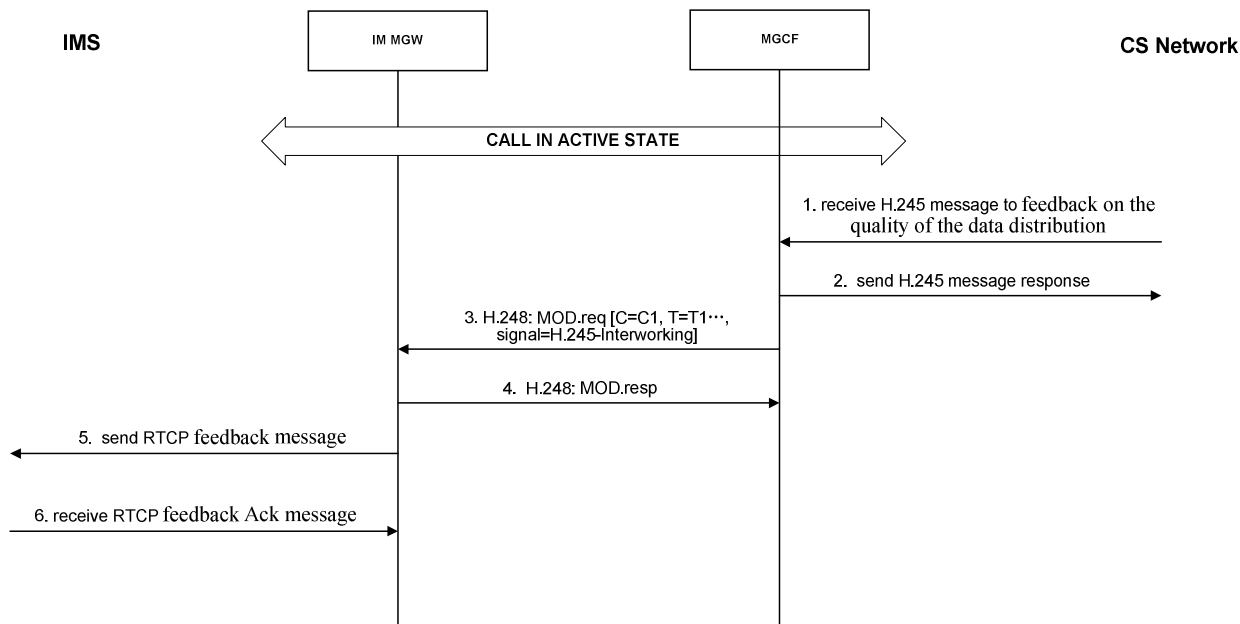 IMS
IM MGW
MGCF
CS Network
CALL IN ACTIVE STATE
1. receive H.245 message to feedback on the
quality of the data distribution
2. send H.245 message response
3. H.248: MOD.req [C=C1, T=T1⋯,
signal=H.245-Interworking]
4. H.248: MOD.resp
5. send RTCP feedback message
6. receive RTCP feedback Ack message